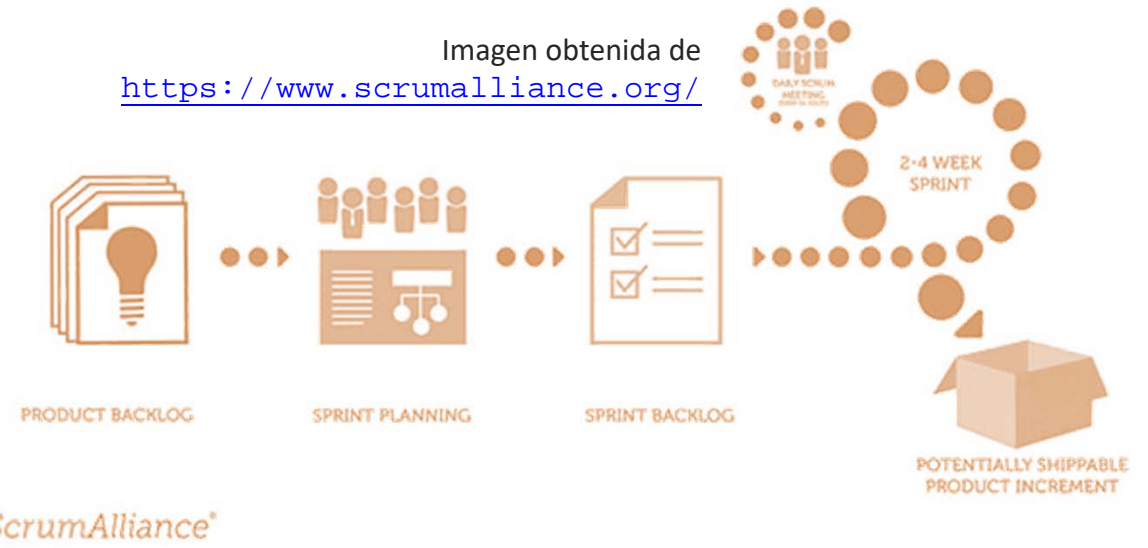 Imagen obtenida de
https://www.scrumalliance.org/
DAILY SCRUM
MEETING
2-4 WEEK
SPRINT
PRODUCT BACKLOG
SPRINT PLANNING
SPRINT BACKLOG
POTENTIALLY SHIPPABLE
PRODUCT INCREMENT
ScrumAlliance®